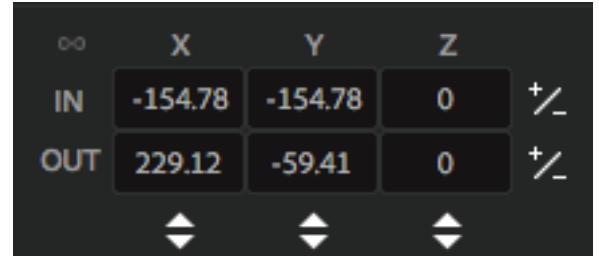 ∞ X Y Z
IN -154.78 -154.78 0 +/-
OUT 229.12 -59.41 0 +/-